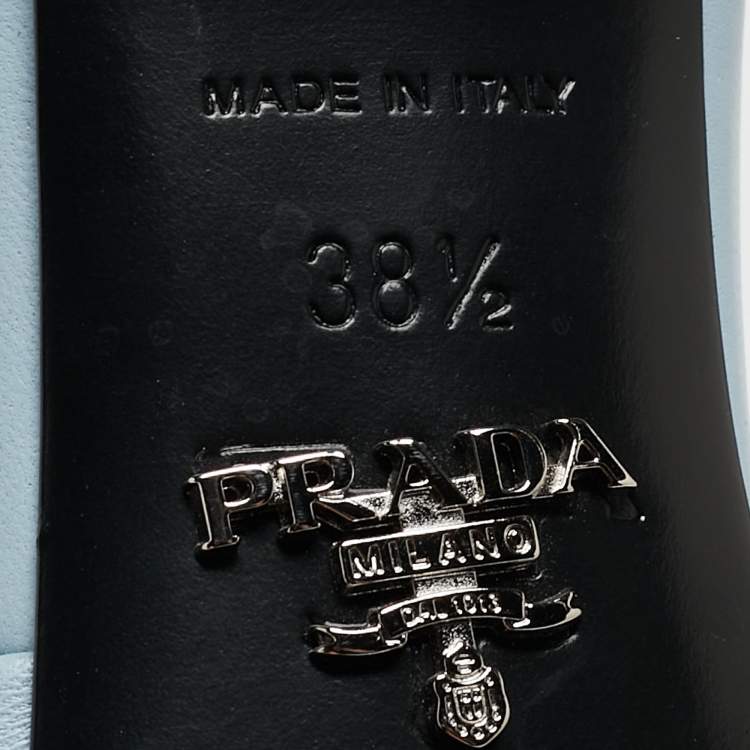 MADE IN ITALY
38½
PRADA
MILANO
DAL 1913